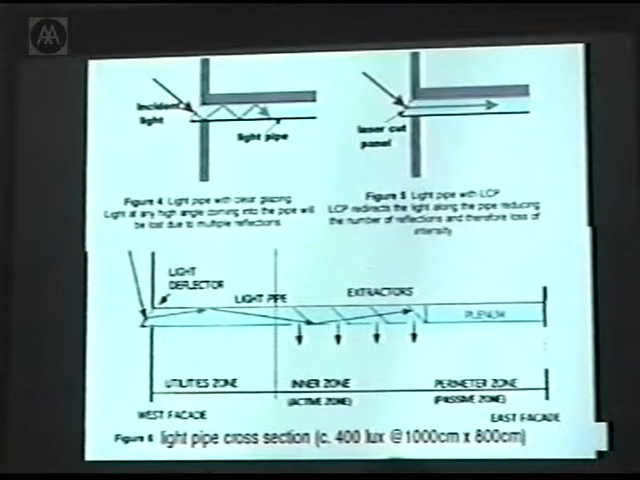 AA
Incident
light
light pipe
laser cut
panel
Figure 4 Light pipe with clear glazing
Light at any high angle coming into the pipe will
be lost due to multiple reflections.
Figure 5 Light pipe with LCP
LCP redirects the light along the pipe reducing
the number of reflections and therefore loss of
intensity
LIGHT
DEFLECTOR
LIGHT PIPE
EXTRACTORS
PLENUM
UTILITIES ZONE
INNER ZONE
PERIMETER ZONE
(ACTIVE ZONE)
(PASSIVE ZONE)
WEST FACADE
EAST FACADE
Figure 6 light pipe cross section (c. 400 lux @1000cm x 800cm)